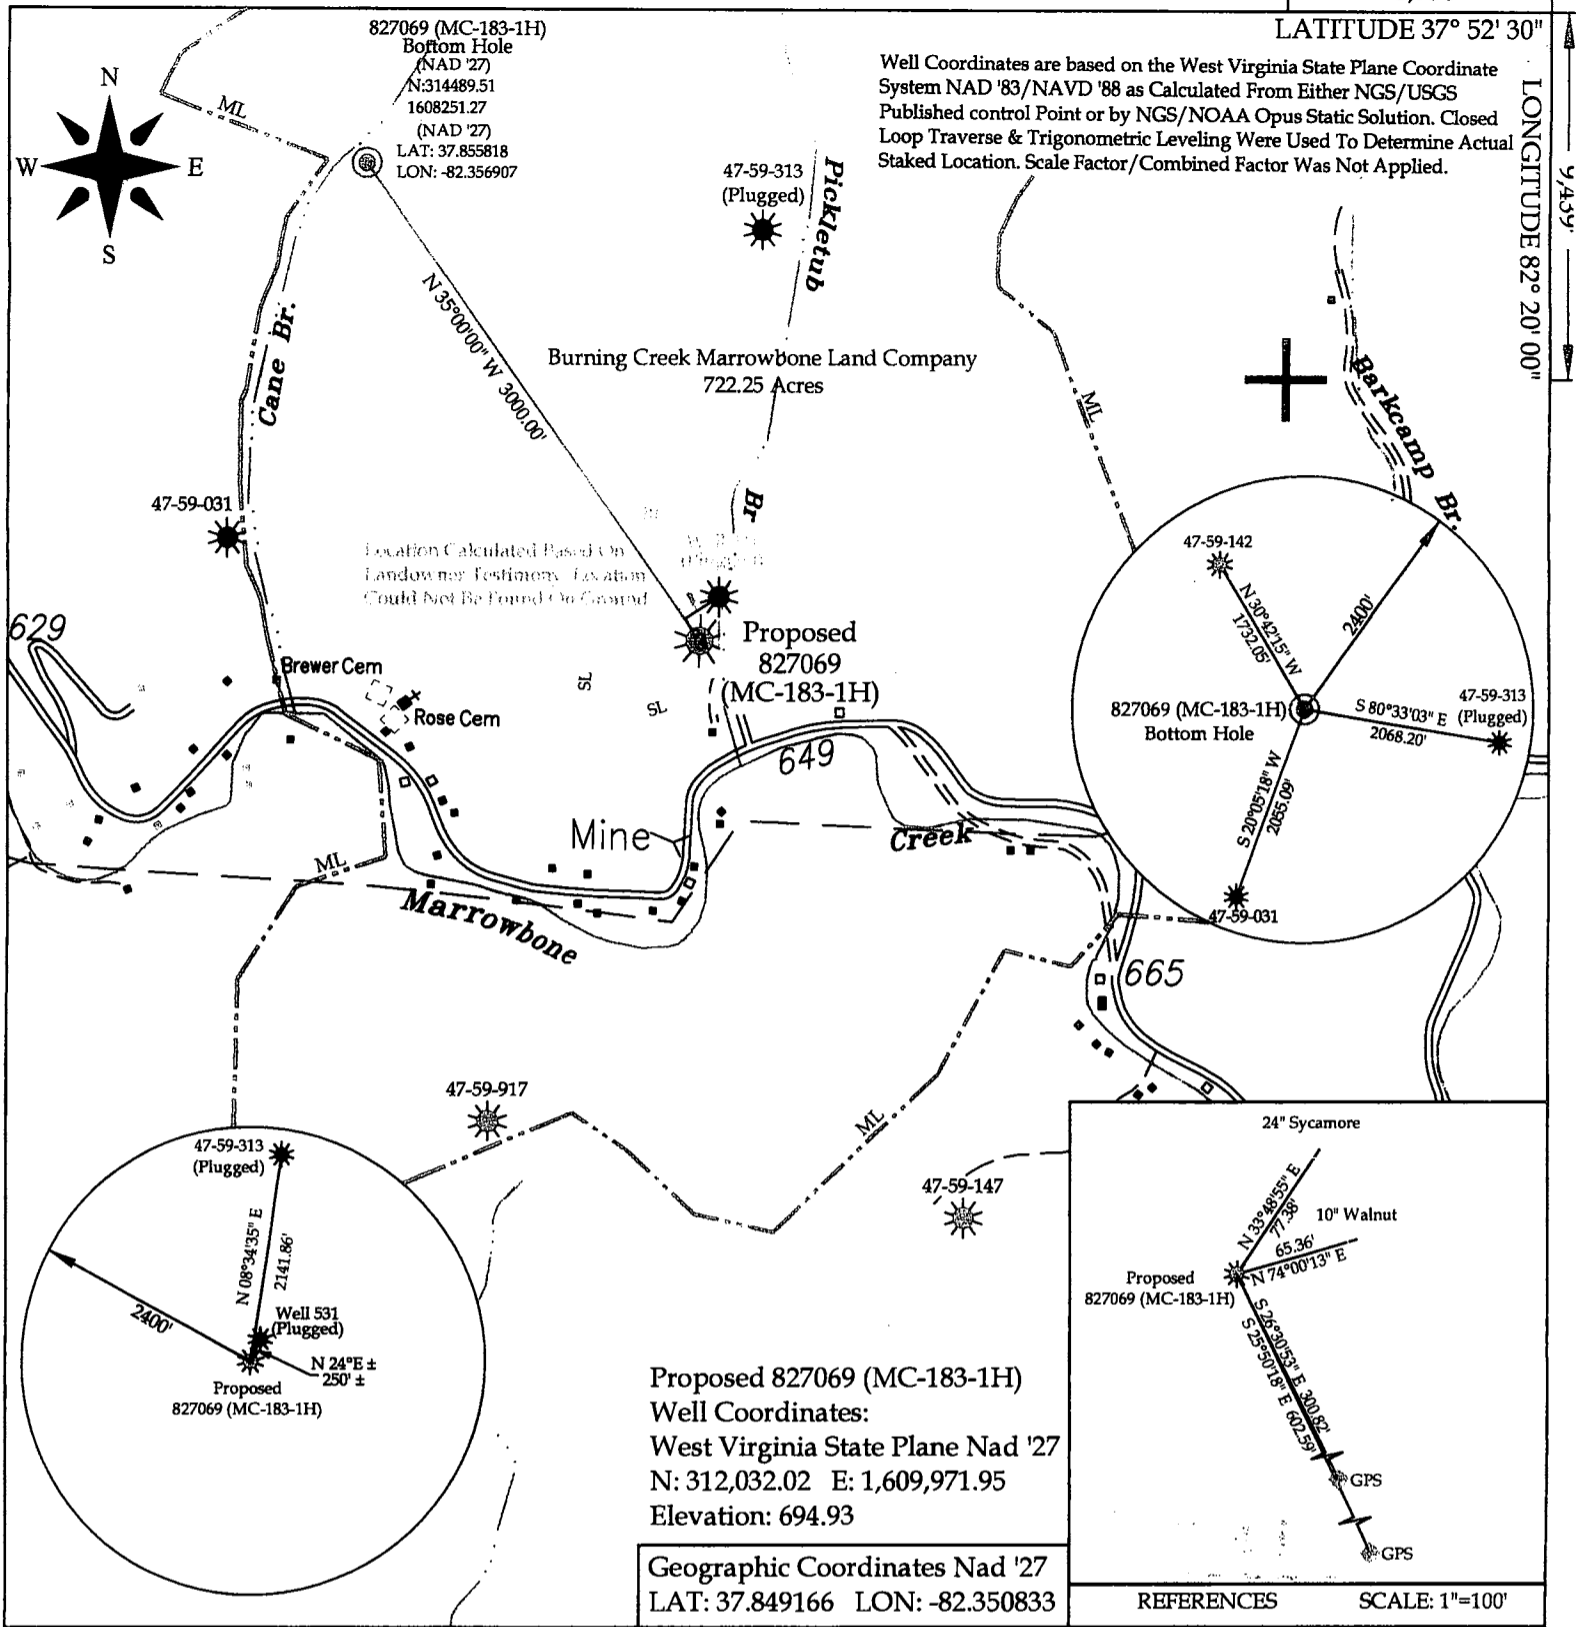 LATITUDE 37° 52' 30"
LONGITUDE 82° 20' 00"
9,439'
Well Coordinates are based on the West Virginia State Plane Coordinate
System NAD '83/NAVD '88 as Calculated From Either NGS/USGS
Published control Point or by NGS/NOAA Opus Static Solution. Closed
Loop Traverse & Trigonometric Leveling Were Used To Determine Actual
Staked Location. Scale Factor/Combined Factor Was Not Applied.
N
W
E
S
827069 (MC-183-1H)
Bottom Hole
(NAD '27)
N:314489.51
1608251.27
(NAD '27)
LAT: 37.855818
LON: -82.356907
ML
47-59-313
(Plugged)
Pickletub
Br
Cane Br.
N 35°00'00" W 3000.00'
Burning Creek Marrowbone Land Company
722.25 Acres
ML
Barkcamp Br.
47-59-031
Location Calculated Based On
Landowner Testimony Location
Could Not Be Found On Ground
Proposed
827069
(MC-183-1H)
629
Brewer Cem
Rose Cem
SL
SL
649
Mine
Creek
Marrowbone
ML
665
47-59-142
N 30°42'15" W
1732.05'
2400'
827069 (MC-183-1H)
Bottom Hole
S 80°33'03" E
2068.20'
47-59-313
(Plugged)
S 20°05'18" W
2055.09'
47-59-031
47-59-917
ML
47-59-147
47-59-313
(Plugged)
N 08°34'35" E
2141.86'
2400'
Well 531
(Plugged)
N 24°E ±
250' ±
Proposed
827069 (MC-183-1H)
Proposed 827069 (MC-183-1H)
Well Coordinates:
West Virginia State Plane Nad '27
N: 312,032.02 E: 1,609,971.95
Elevation: 694.93
Geographic Coordinates Nad '27
LAT: 37.849166 LON: -82.350833
24" Sycamore
N 33°48'55" E
77.38'
10" Walnut
65.36'
N 74°00'13" E
Proposed
827069 (MC-183-1H)
S 26°30'53" E 300.82'
S 25°50'18" E 602.59'
GPS
GPS
REFERENCES SCALE: 1"=100'